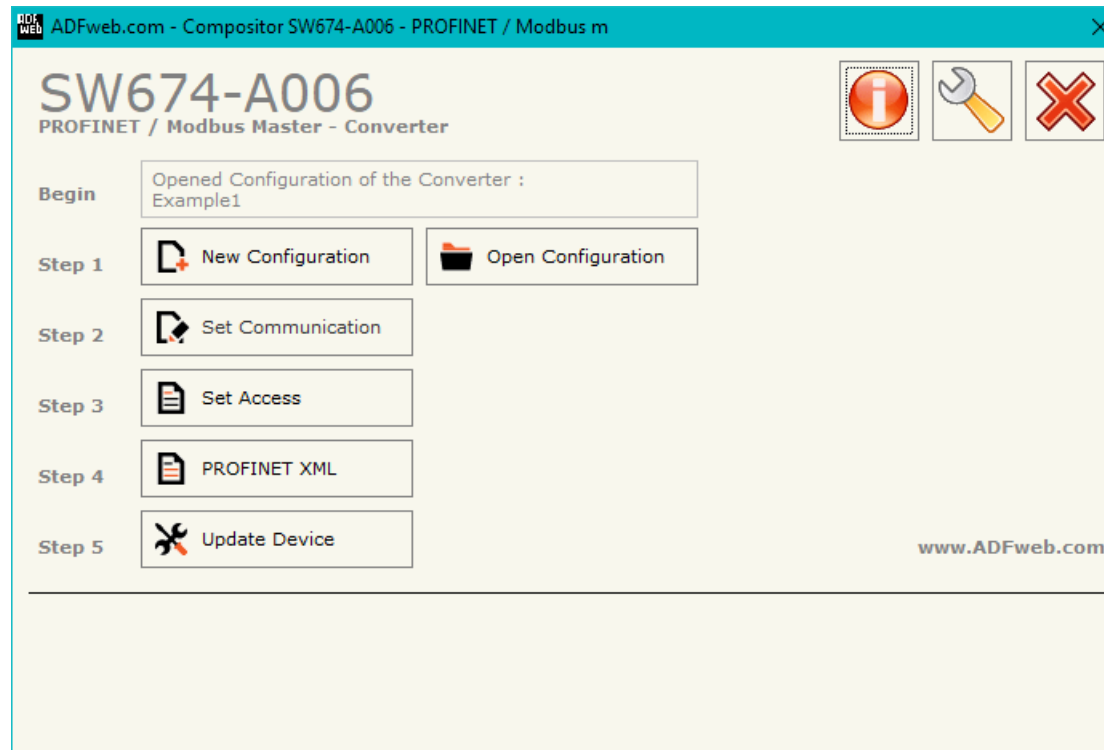 ADF WEB ADFweb.com - Compositor SW674-A006 - PROFINET / Modbus m
SW674-A006
PROFINET / Modbus Master - Converter
Begin
Opened Configuration of the Converter :
Example1
Step 1
New Configuration
Open Configuration
Step 2
Set Communication
Step 3
Set Access
Step 4
PROFINET XML
Step 5
Update Device
www.ADFweb.com